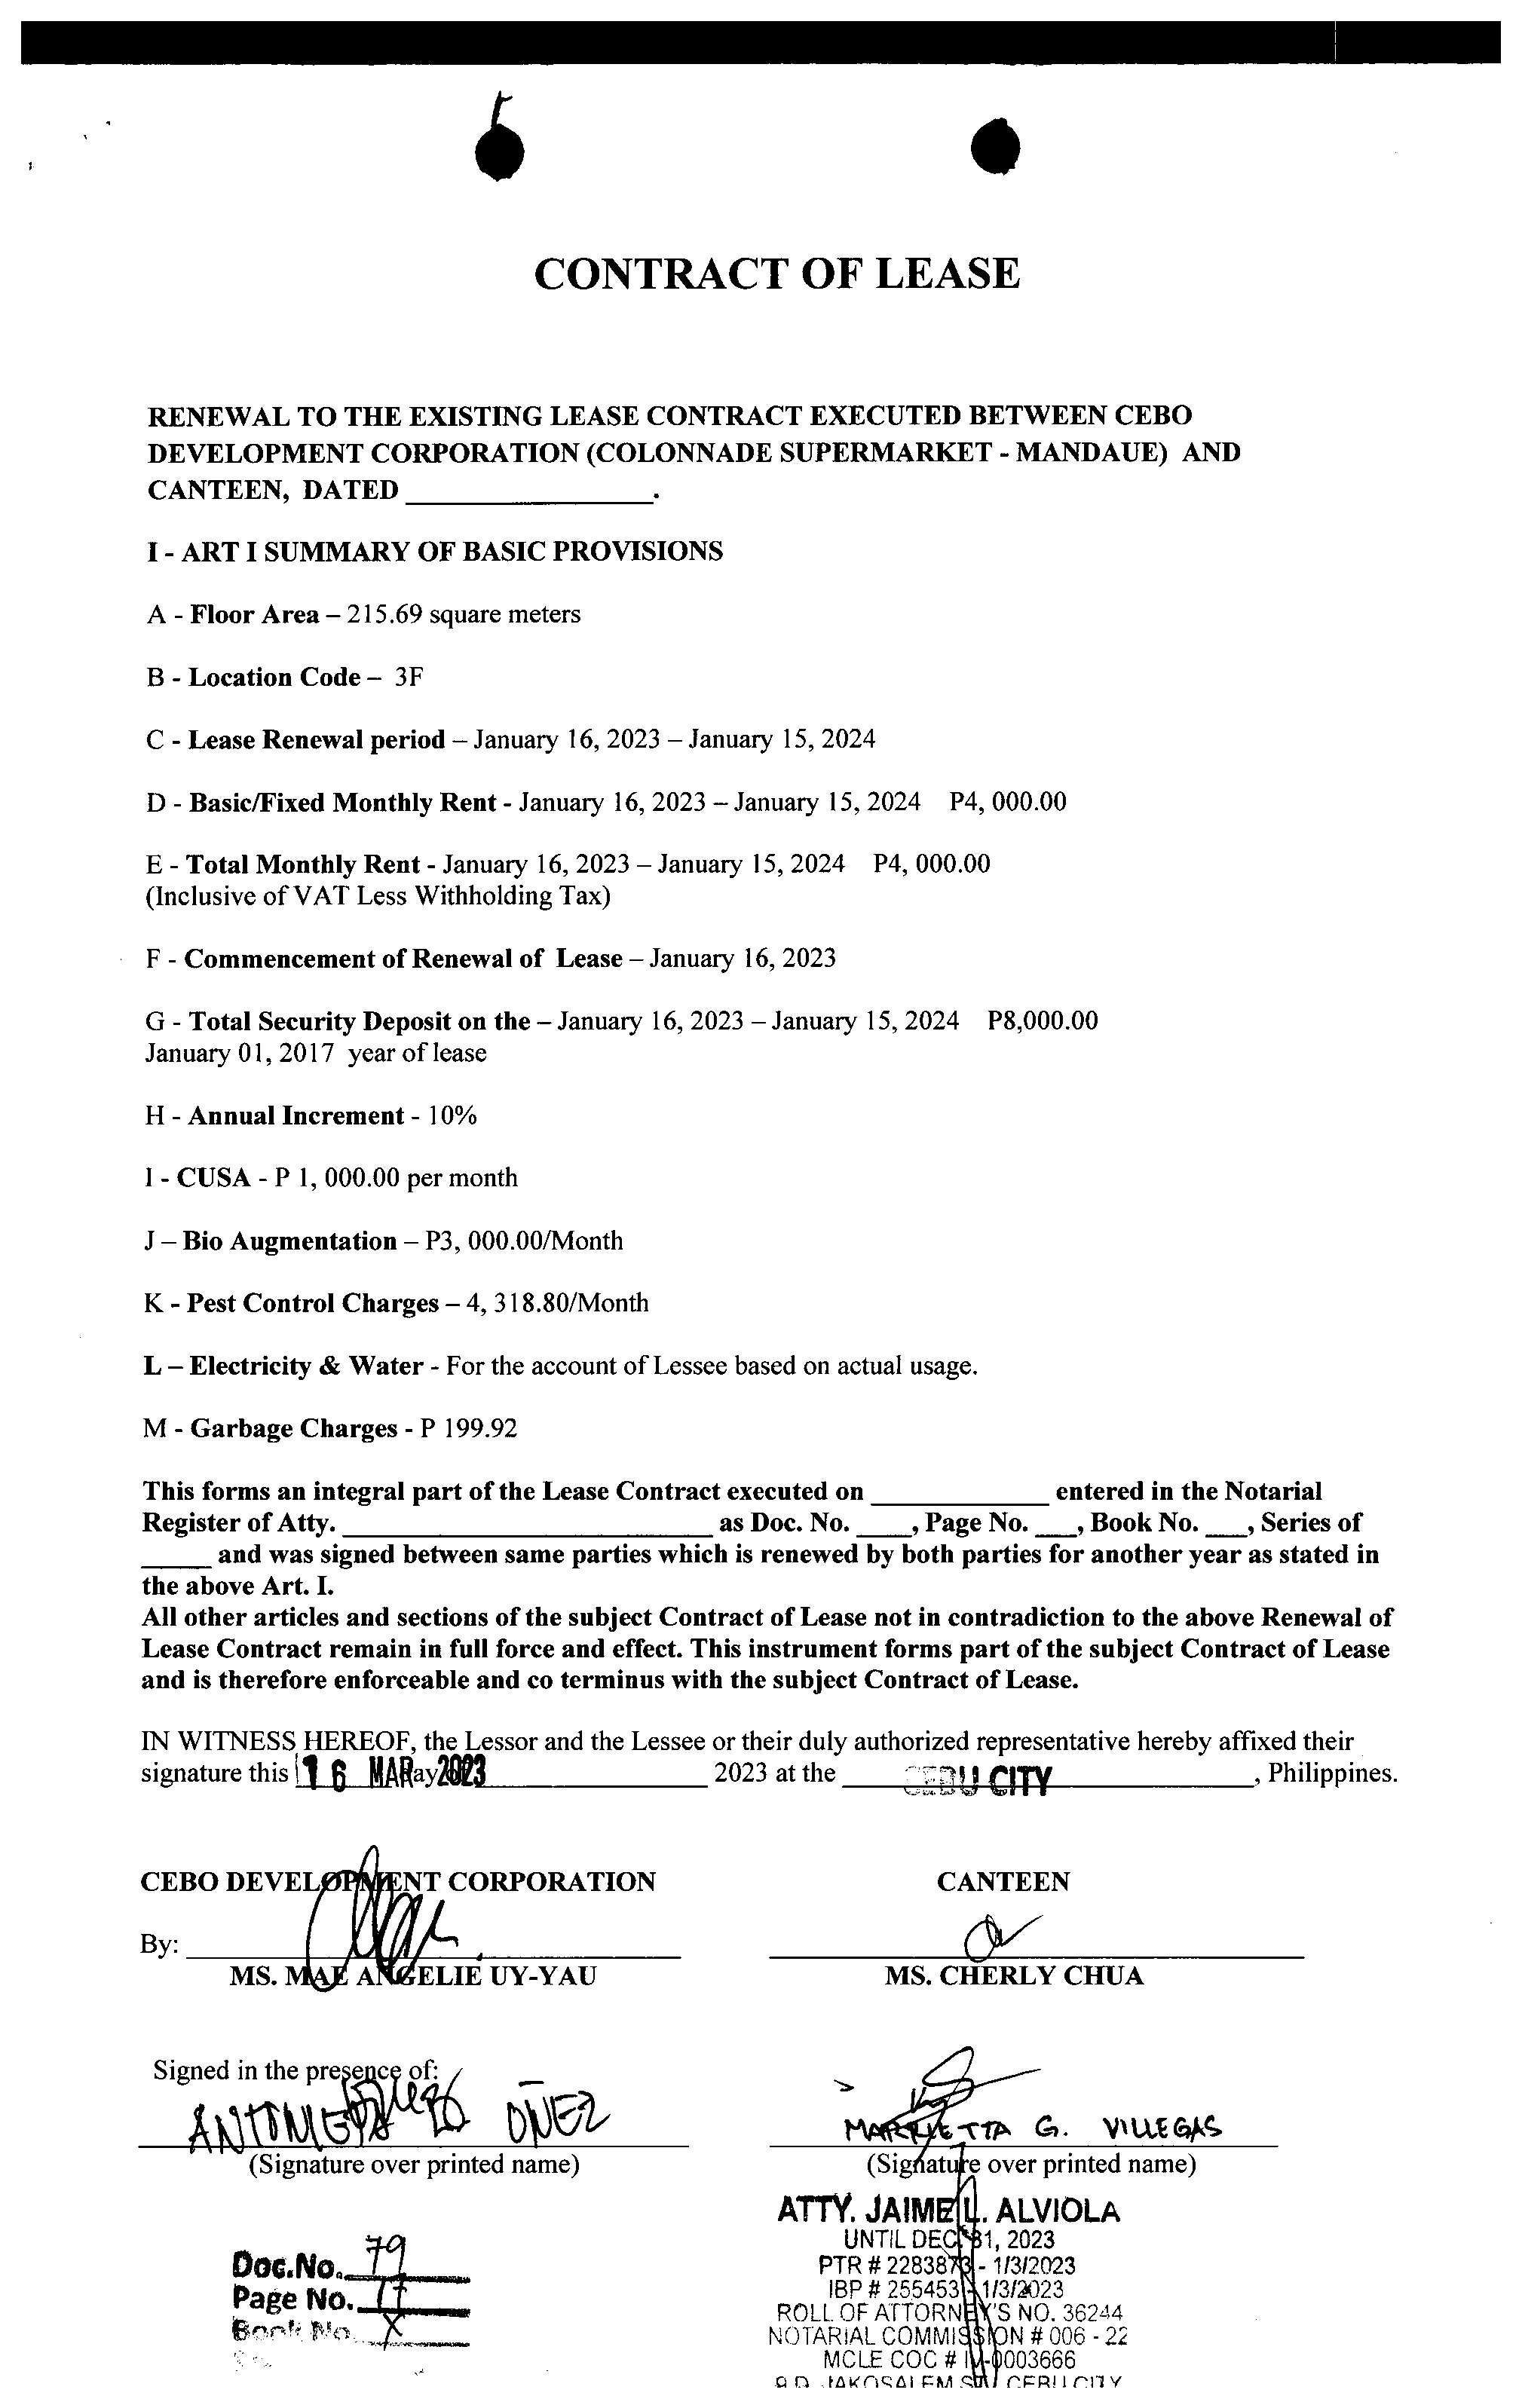 CONTRACT OF LEASE
RENEWAL TO THE EXISTING LEASE CONTRACT EXECUTED BETWEEN CEBO
DEVELOPMENT CORPORATION (COLONNADE SUPERMARKET - MANDAUE) AND
CANTEEN, DATED ___________________.
I - ART I SUMMARY OF BASIC PROVISIONS
A - Floor Area – 215.69 square meters
B - Location Code – 3F
C - Lease Renewal period – January 16, 2023 – January 15, 2024
D - Basic/Fixed Monthly Rent - January 16, 2023 – January 15, 2024 P4, 000.00
E - Total Monthly Rent - January 16, 2023 – January 15, 2024 P4, 000.00
(Inclusive of VAT Less Withholding Tax)
F - Commencement of Renewal of Lease – January 16, 2023
G - Total Security Deposit on the – January 16, 2023 – January 15, 2024 P8,000.00
January 01, 2017 year of lease
H - Annual Increment - 10%
I - CUSA - P 1, 000.00 per month
J – Bio Augmentation – P3, 000.00/Month
K - Pest Control Charges – 4, 318.80/Month
L – Electricity & Water - For the account of Lessee based on actual usage.
M - Garbage Charges - P 199.92
This forms an integral part of the Lease Contract executed on _____________ entered in the Notarial
Register of Atty. ___________________________ as Doc. No. ____, Page No. ___, Book No. ___, Series of
_____ and was signed between same parties which is renewed by both parties for another year as stated in
the above Art. I.
All other articles and sections of the subject Contract of Lease not in contradiction to the above Renewal of
Lease Contract remain in full force and effect. This instrument forms part of the subject Contract of Lease
and is therefore enforceable and co terminus with the subject Contract of Lease.
IN WITNESS HEREOF, the Lessor and the Lessee or their duly authorized representative hereby affixed their
signature this 16 MAR 2023 2023 at the CEBU CITY, Philippines.
CEBO DEVELOPMENT CORPORATION CANTEEN
By:
MS. MAE ANGELIE UY-YAU MS. CHERLY CHUA
Signed in the presence of:
OÑEZ MARRIETTA G. VILLEGAS
(Signature over printed name) (Signature over printed name)
ATTY. JAIME L. ALVIOLA
UNTIL DEC. 31, 2023
PTR # 2283873 - 1/3/2023
IBP # 255453 - 1/3/2023
ROLL OF ATTORNEY'S NO. 36244
NOTARIAL COMMISSION # 006 - 22
MCLE COC # 0003666
JAKOSALEM ST. CEBU CITY
Doc.No. 79
Page No. 17
Book No. X